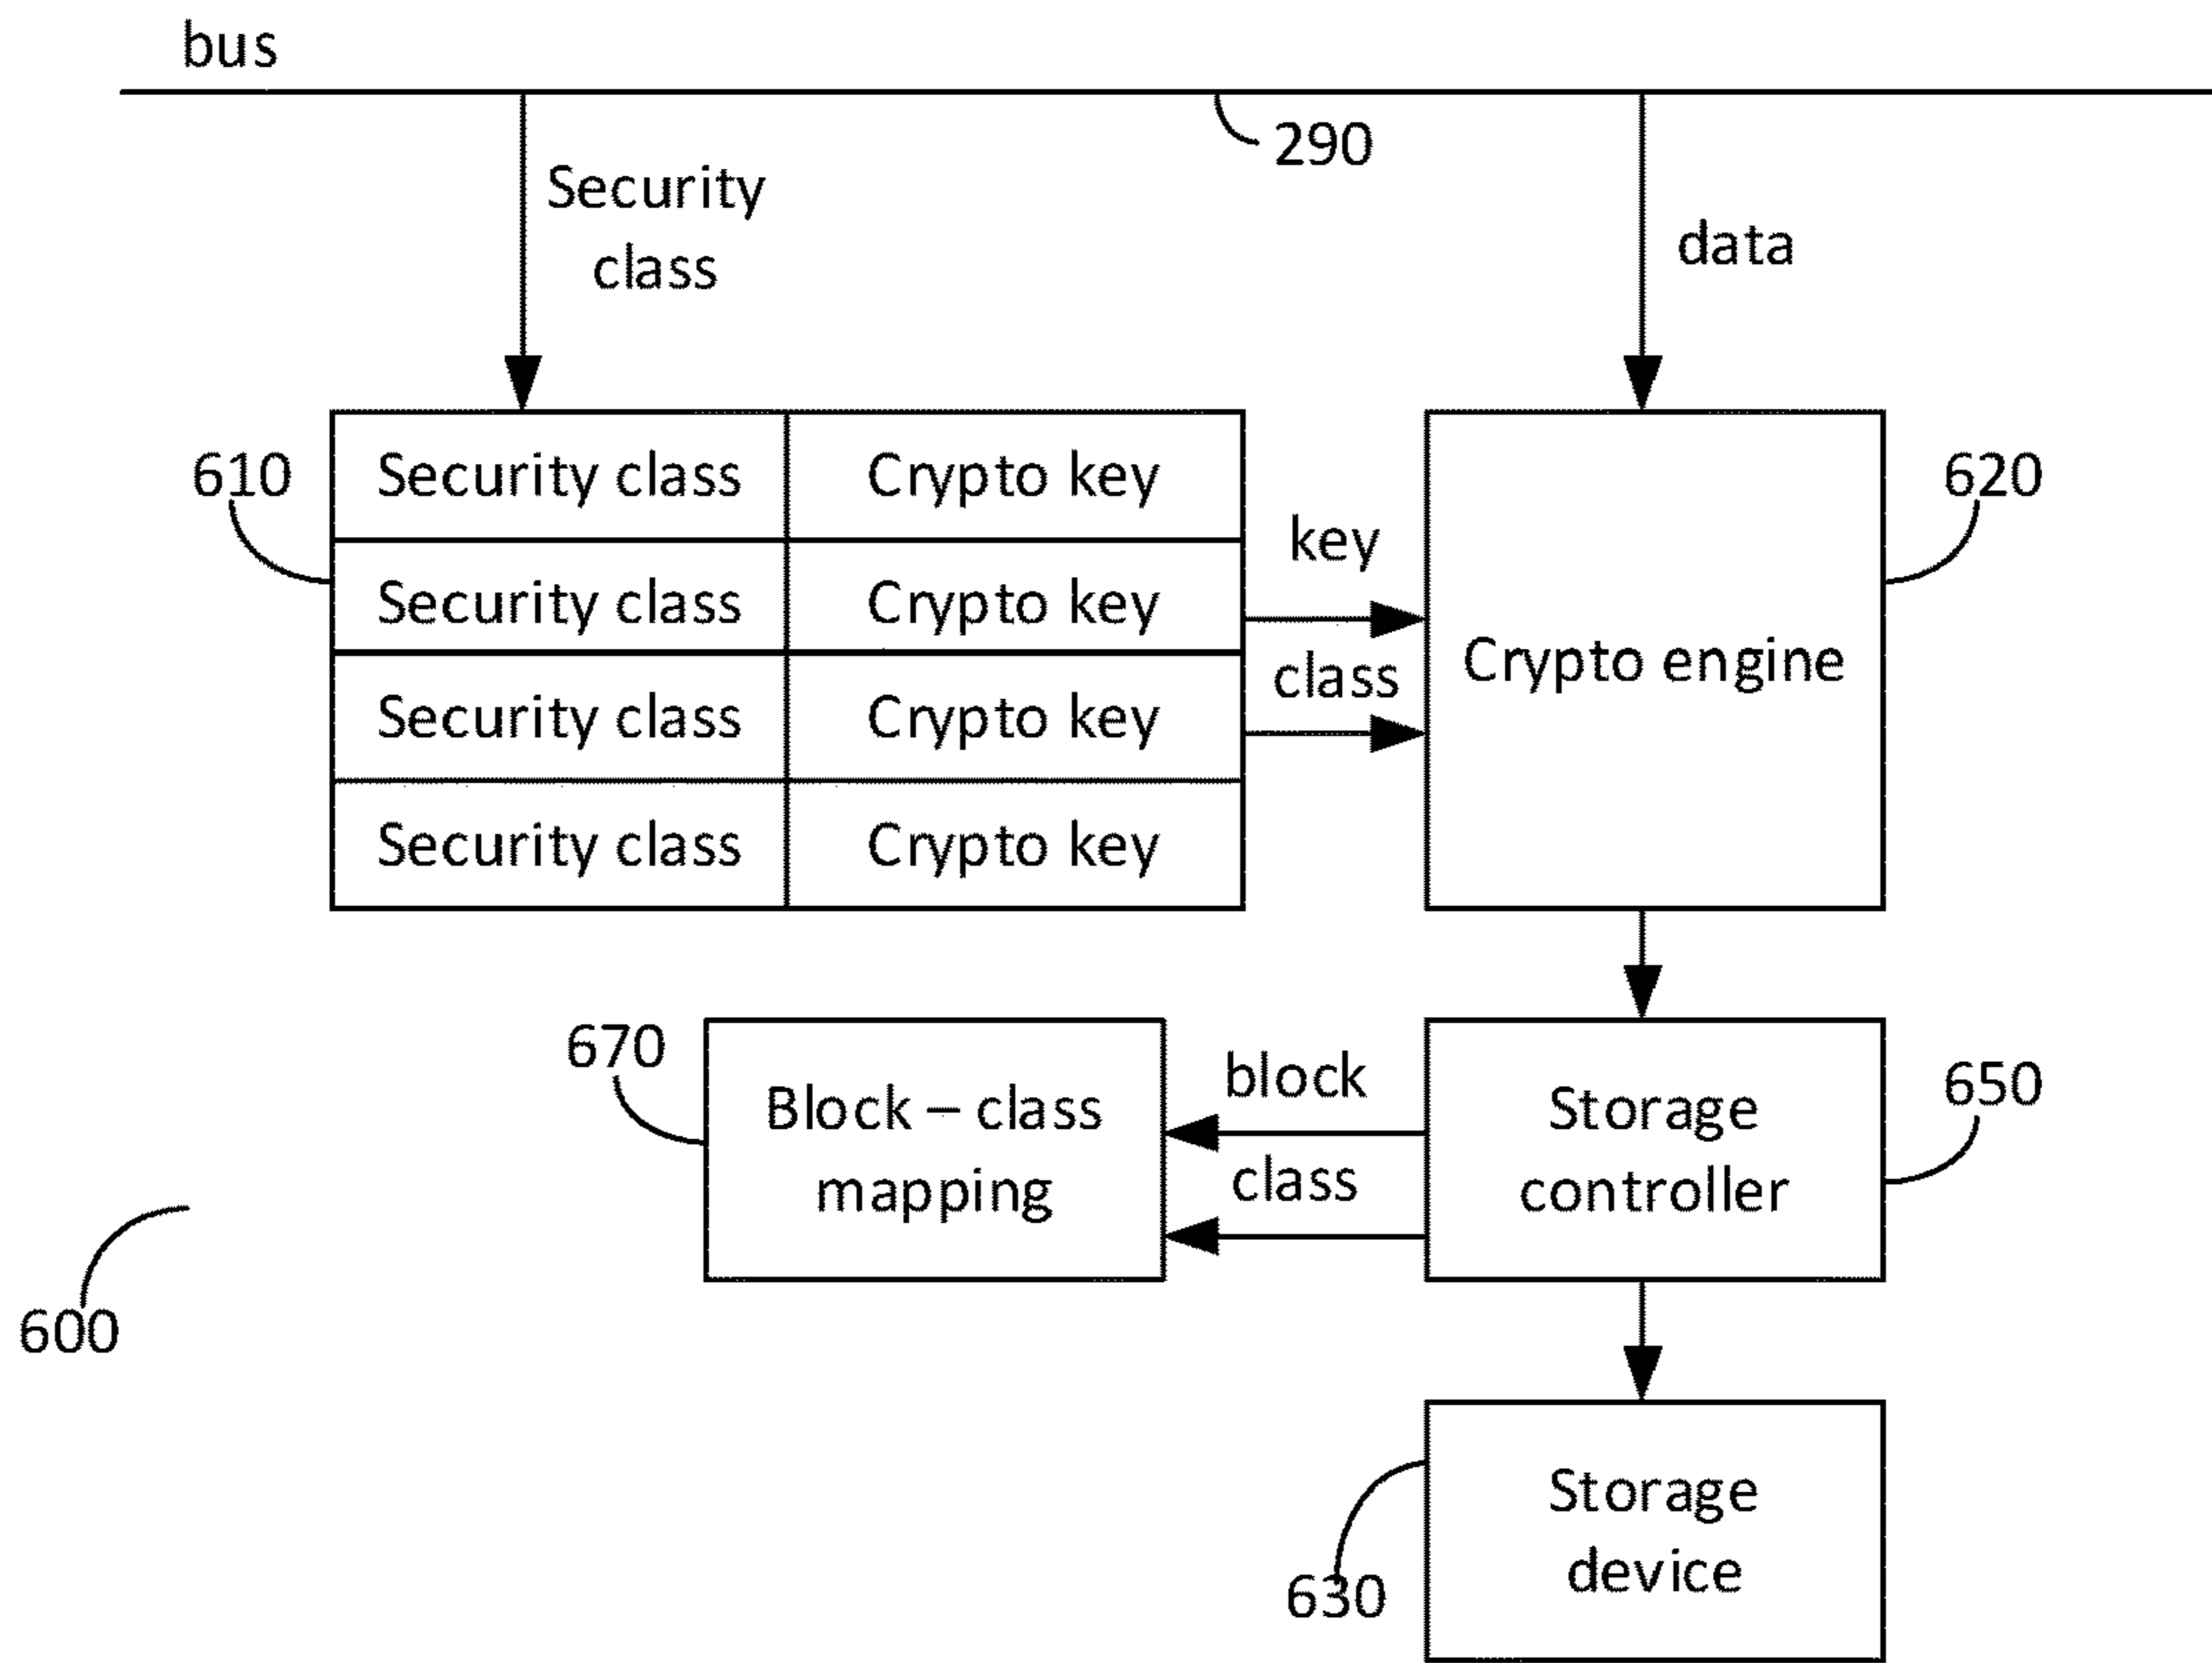 bus
290
Security
class
data
610
Security class Crypto key
620
key
Security class Crypto key
class
Crypto engine
Security class Crypto key
Security class Crypto key
670
block
650
Block – class
mapping
class
Storage
controller
600
630
Storage
device